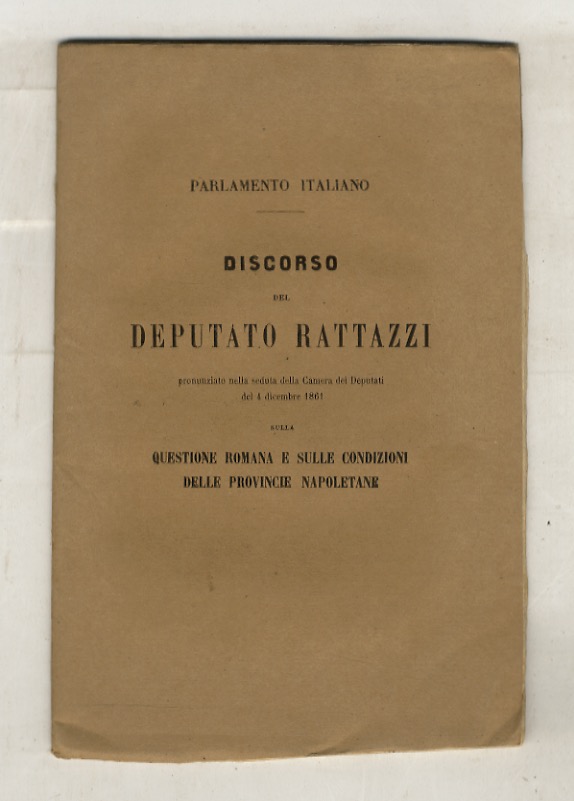 PARLAMENTO ITALIANO
DISCORSO
DEL
DEPUTATO RATTAZZI
pronunziato nella seduta della Camera dei Deputati
del 4 dicembre 1861
SULLA
QUESTIONE ROMANA E SULLE CONDIZIONI
DELLE PROVINCIE NAPOLETANE